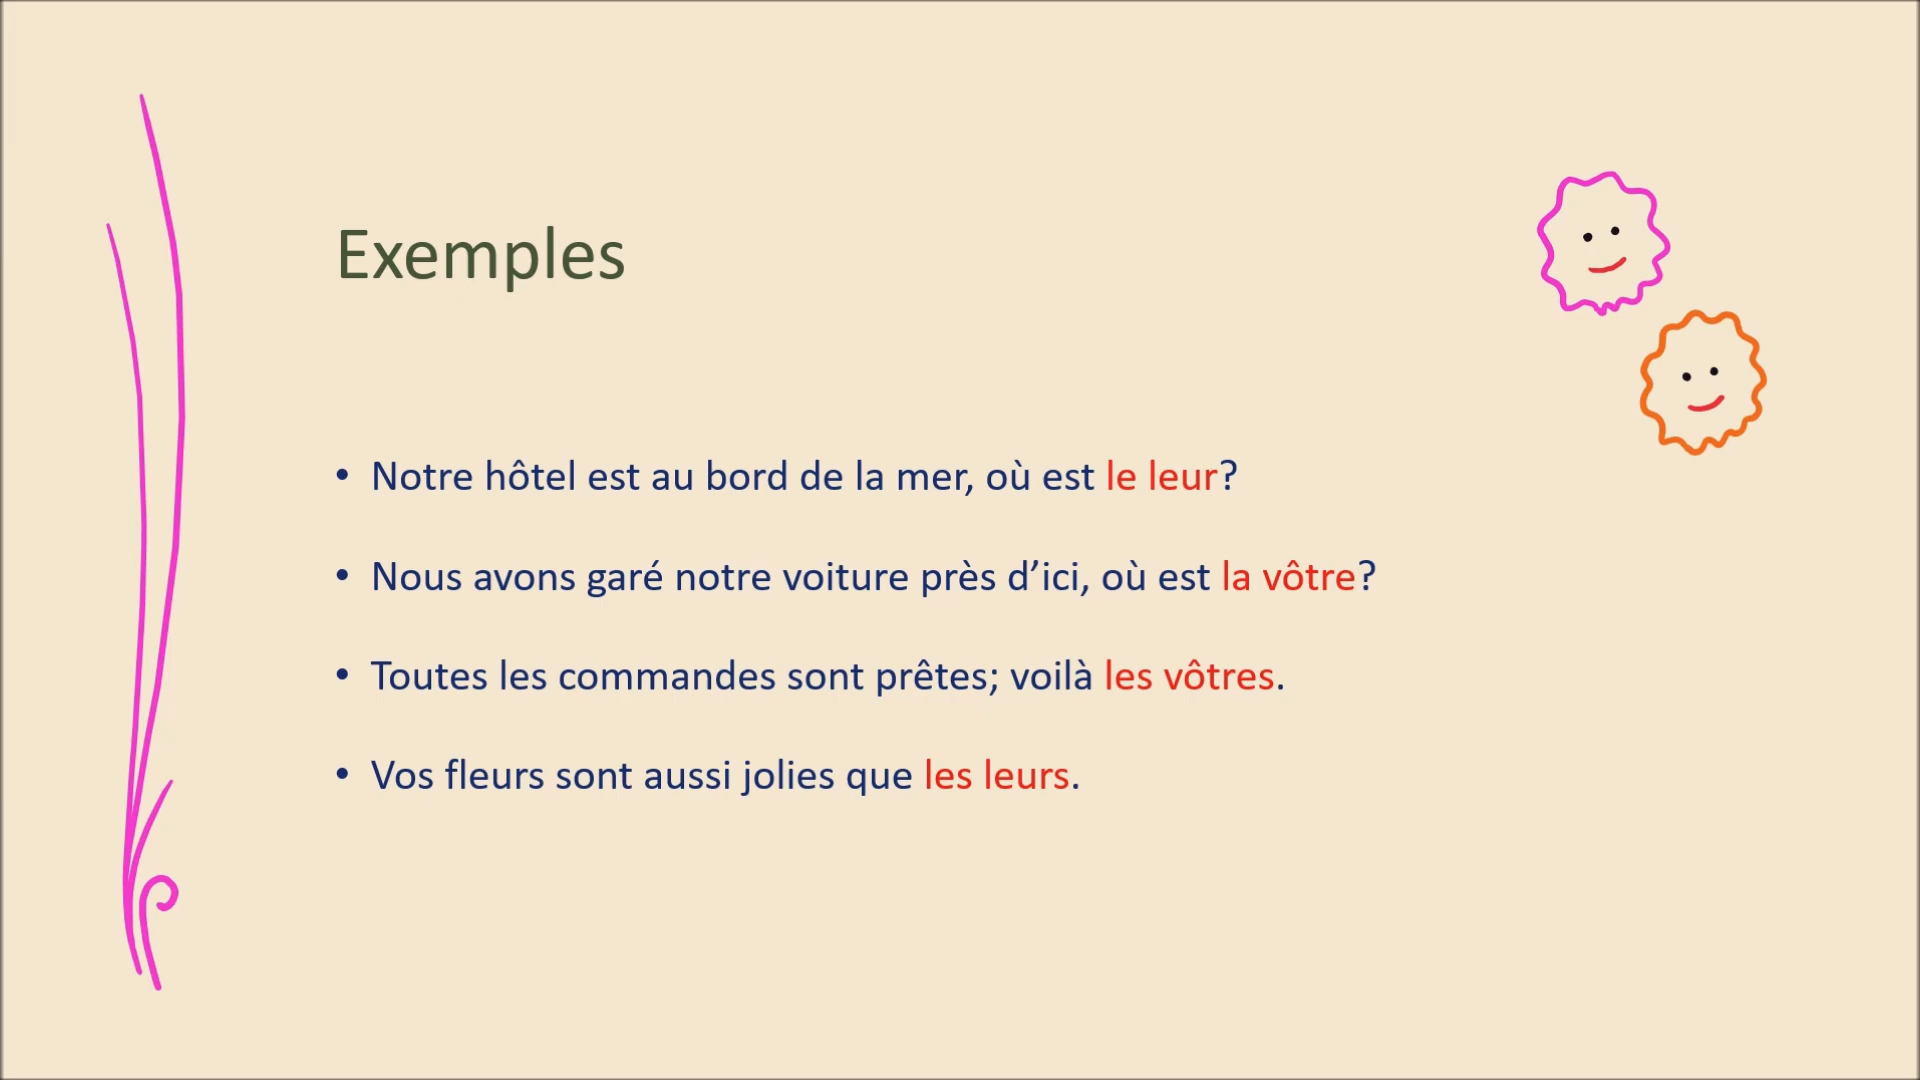 Exemples
• Notre hôtel est au bord de la mer, où est le leur?
• Nous avons garé notre voiture près d’ici, où est la vôtre?
• Toutes les commandes sont prêtes; voilà les vôtres.
• Vos fleurs sont aussi jolies que les leurs.